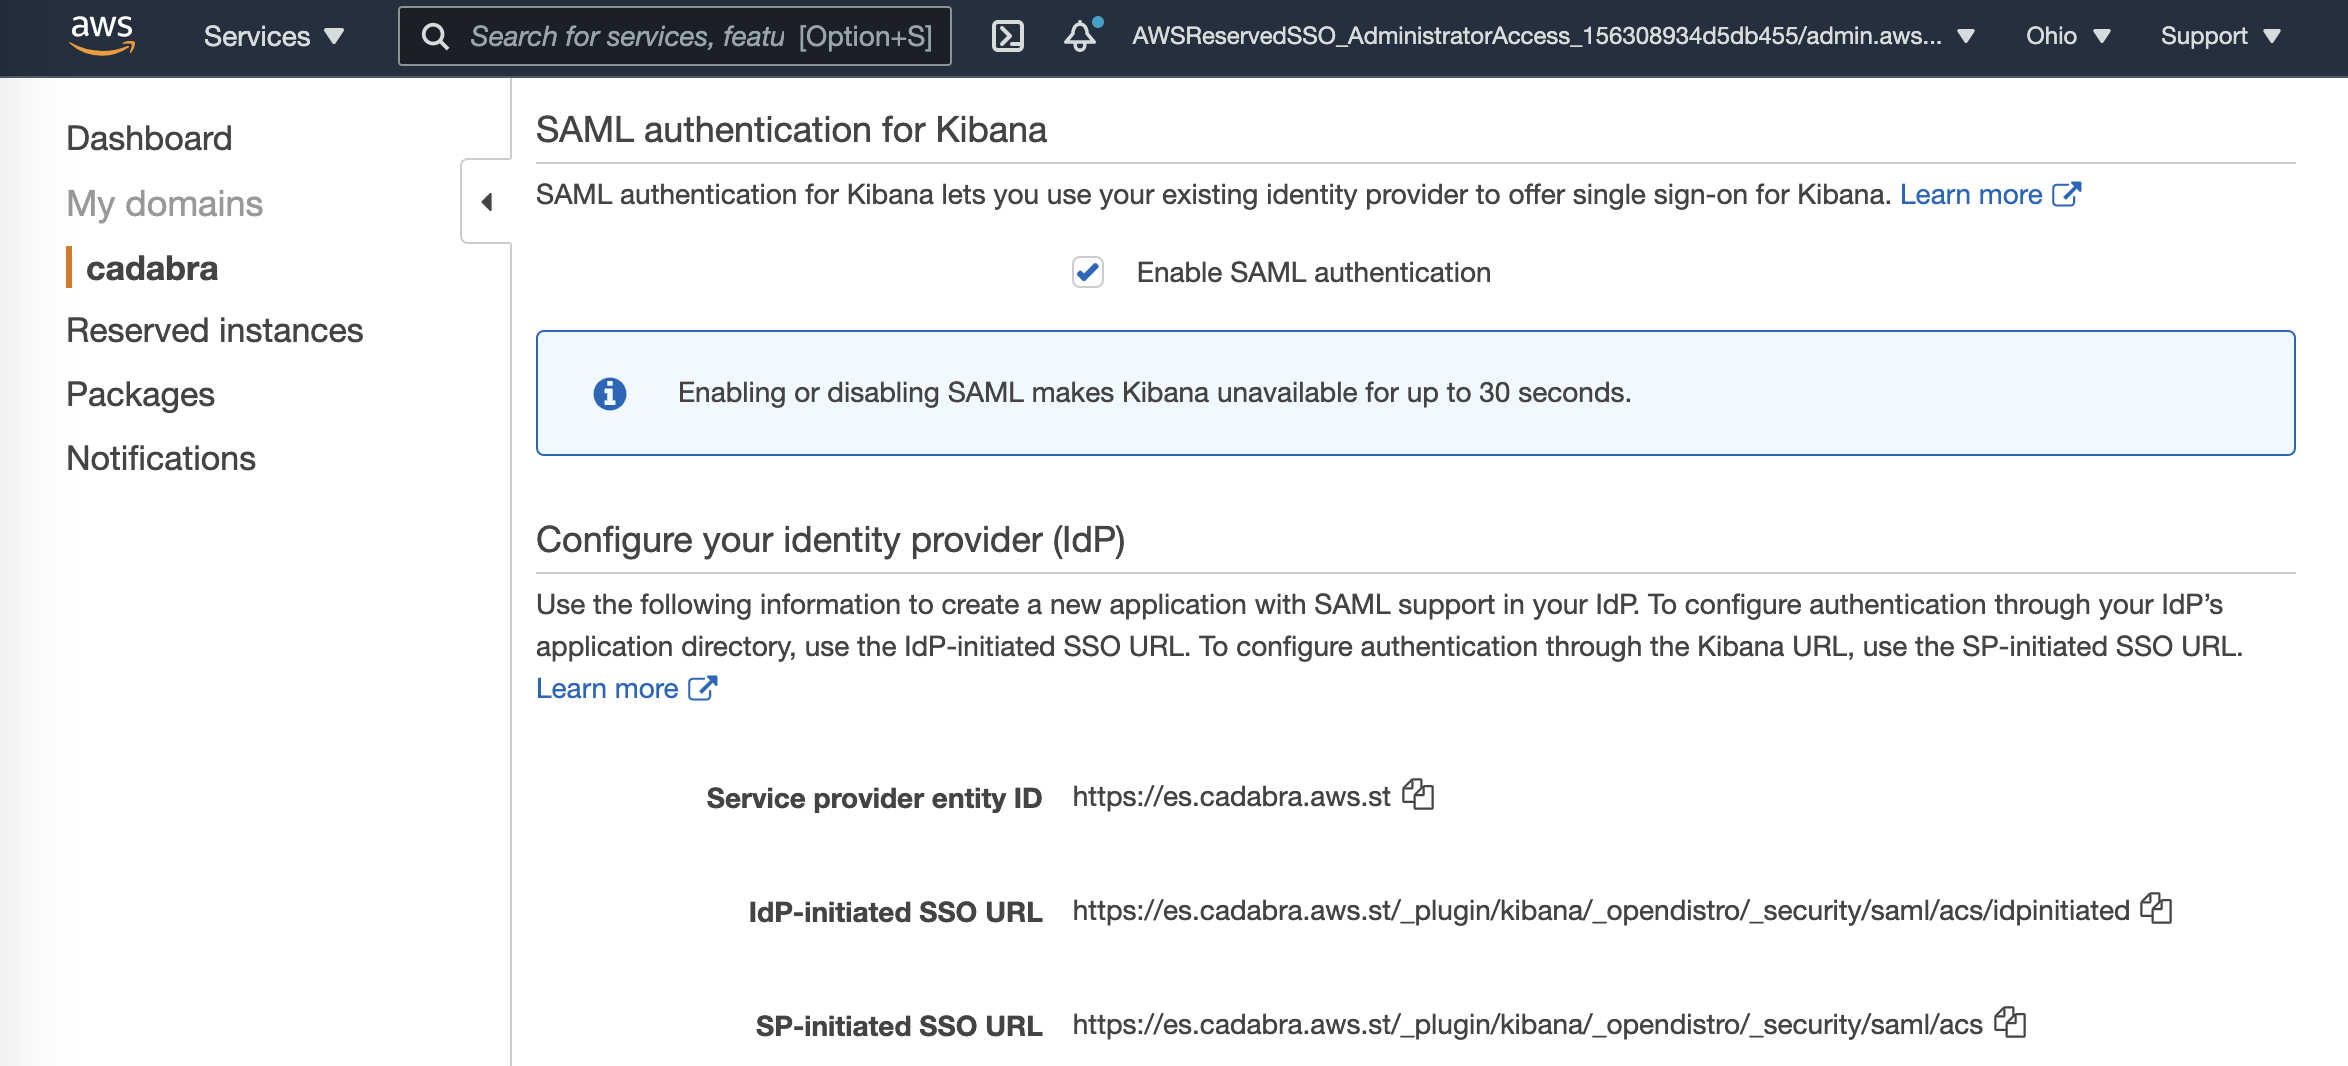 aws
Services
Search for services, featu [Option+S]
AWSReservedSSO_AdministratorAccess_156308934d5db455/admin.aws...
Ohio
Support
Dashboard
My domains
cadabra
Reserved instances
Packages
Notifications
SAML authentication for Kibana
SAML authentication for Kibana lets you use your existing identity provider to offer single sign-on for Kibana. Learn more
Enable SAML authentication
Enabling or disabling SAML makes Kibana unavailable for up to 30 seconds.
Configure your identity provider (IdP)
Use the following information to create a new application with SAML support in your IdP. To configure authentication through your IdP’s
application directory, use the IdP-initiated SSO URL. To configure authentication through the Kibana URL, use the SP-initiated SSO URL.
Learn more
Service provider entity ID https://es.cadabra.aws.st
IdP-initiated SSO URL https://es.cadabra.aws.st/_plugin/kibana/_opendistro/_security/saml/acs/idpinitiated
SP-initiated SSO URL https://es.cadabra.aws.st/_plugin/kibana/_opendistro/_security/saml/acs